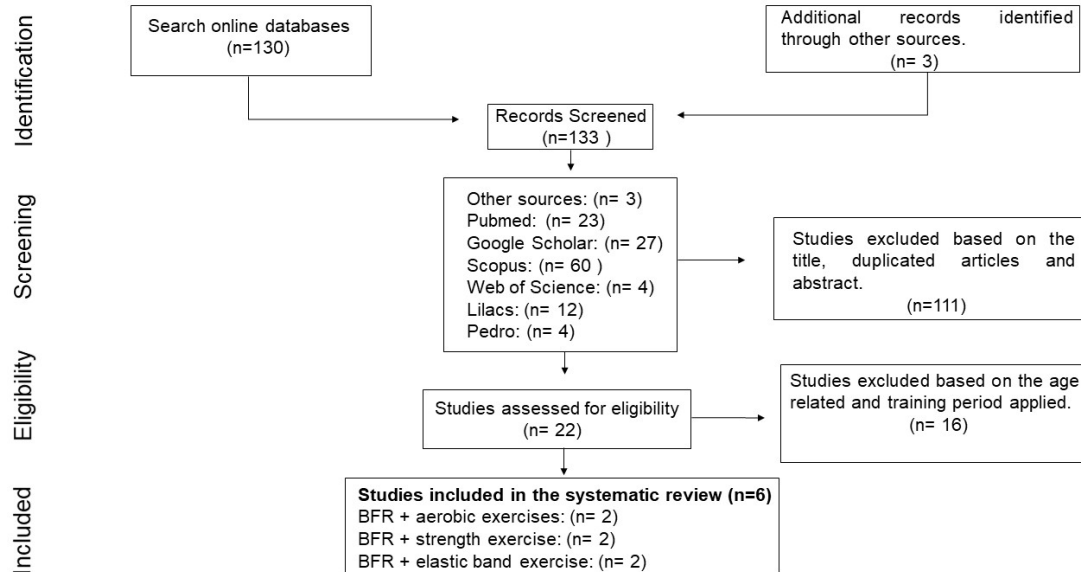 Identification
Search online databases
(n=130)
Additional records identified
through other sources.
(n= 3)
Records Screened
(n=133 )
Screening
Other sources: (n= 3)
Pubmed: (n= 23)
Google Scholar: (n= 27)
Scopus: (n= 60 )
Web of Science: (n= 4)
Lilacs: (n= 12)
Pedro: (n= 4)
Studies excluded based on the
title, duplicated articles and
abstract.
(n=111)
Eligibility
Studies assessed for eligibility
(n= 22)
Studies excluded based on the age
related and training period applied.
(n= 16)
Included
Studies included in the systematic review (n=6)
BFR + aerobic exercises: (n= 2)
BFR + strength exercise: (n= 2)
BFR + elastic band exercise: (n= 2)